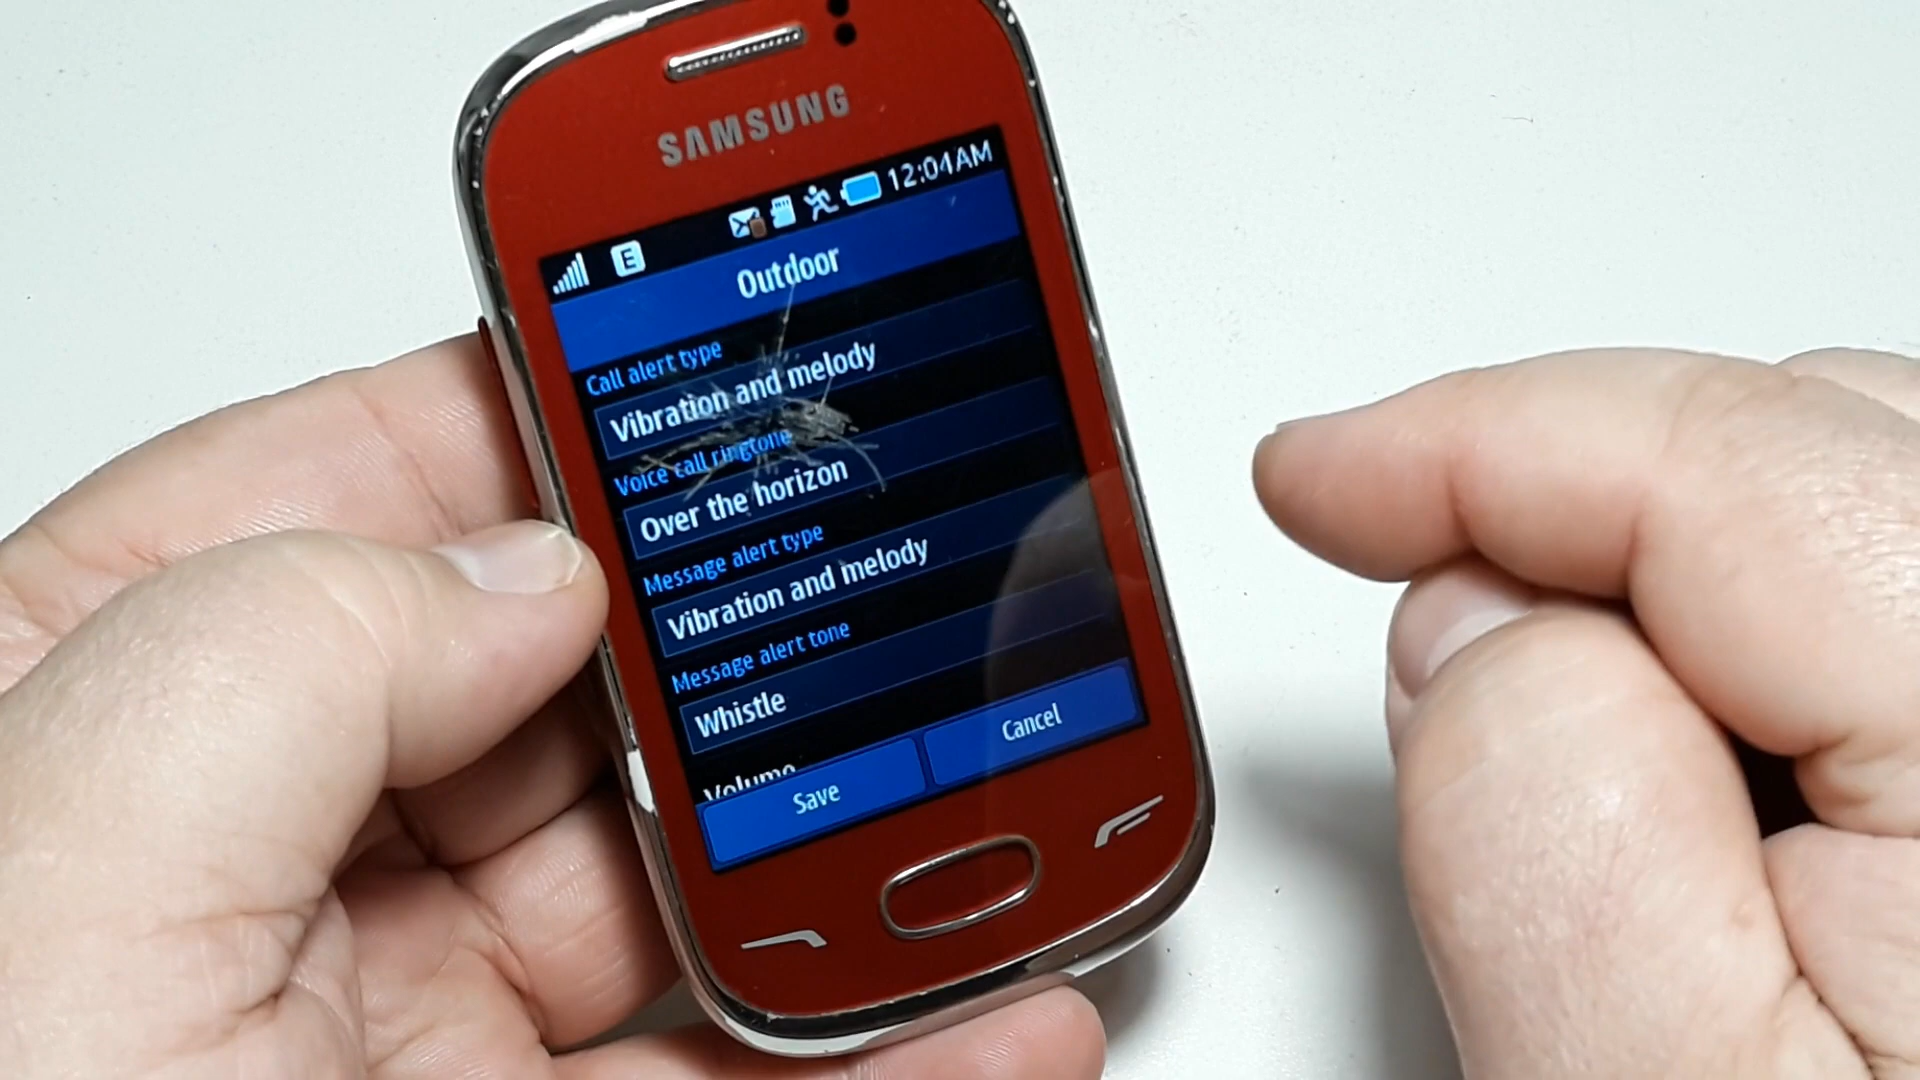 SAMSUNG
E 12:04AM
Outdoor
Call alert type
Vibration and melody
Voice call ringtone
Over the horizon
Message alert type
Vibration and melody
Message alert tone
Whistle
Volume
Save Cancel